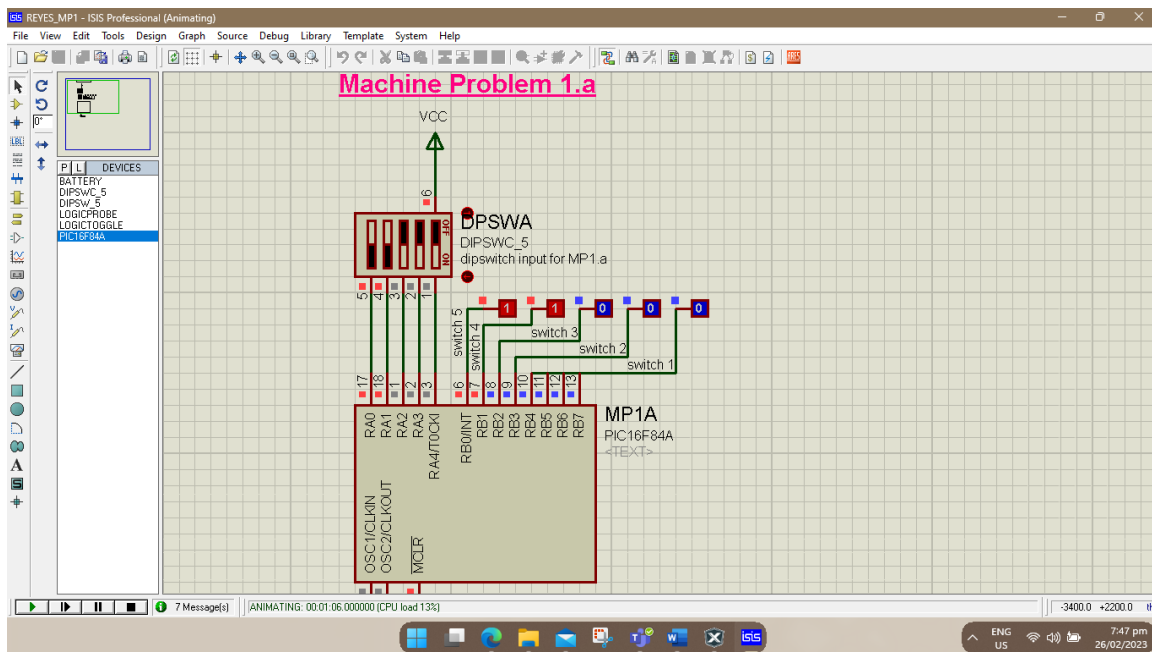 isis REYES_MP1 - ISIS Professional (Animating)
File View Edit Tools Design Graph Source Debug Library Template System Help
Machine Problem 1.a
0°
LBL
P L DEVICES
BATTERY
DIPSWC_5
DIPSW_5
LOGICPROBE
LOGICTOGGLE
PIC16F84A
VCC
6
OFF
ON
DPSWA
DIPSWC_5
dipswitch input for MP1.a
5 4 3 2 1
1 1 0 0 0
switch 5
switch 4
switch 3
switch 2
switch 1
17 18 1 2 3 6 7 8 9 10 11 12 13
RA0
RA1
RA2
RA3
RA4/T0CKI
RB0/INT
RB1
RB2
RB3
RB4
RB5
RB6
RB7
MP1A
PIC16F84A
<TEXT>
OSC1/CLKIN
OSC2/CLKOUT
MCLR
A
S
7 Message(s) ANIMATING: 00:01:06.000000 (CPU load 13%) -3400.0 +2200.0
isis
ENG
US
7:47 pm
26/02/2023